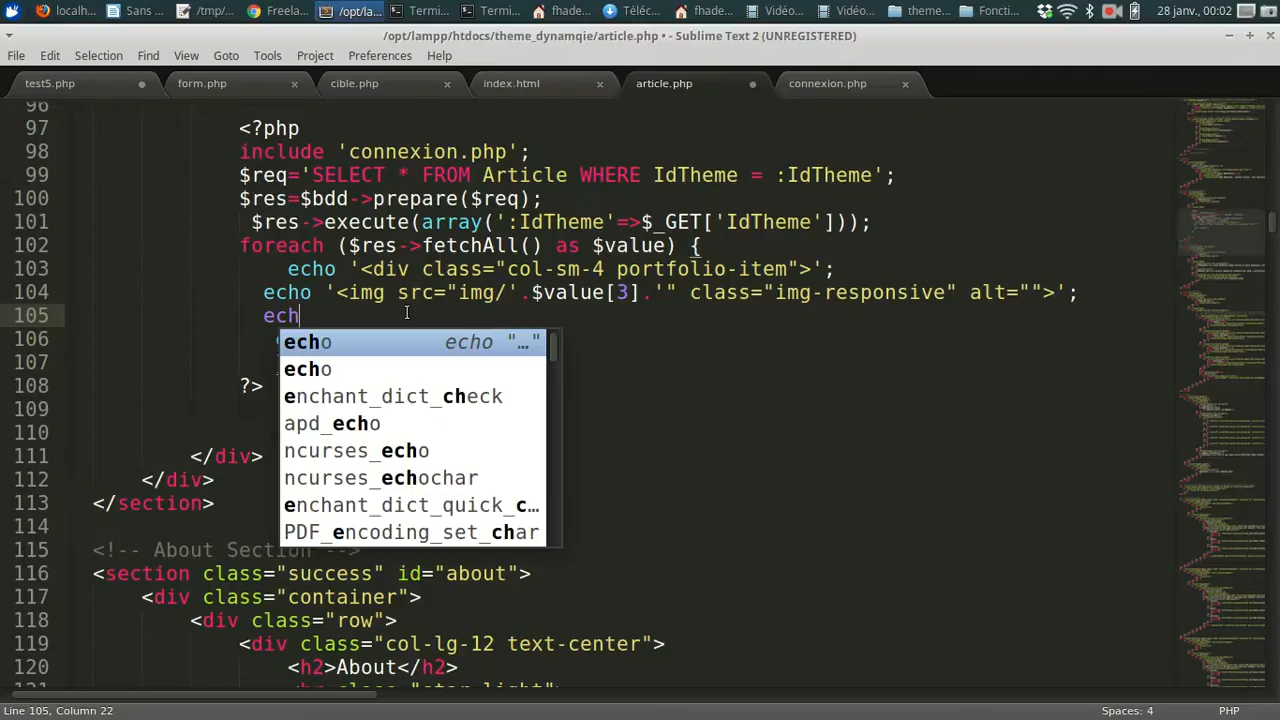 localh... Sans ... /tmp/... Freela... /opt/la... Termi... Termi... fhade... Téléc... fhade... Vidéo... Vidéo... theme... Foncti... 28 janv., 00:02
/opt/lampp/htdocs/theme_dynamqie/article.php • - Sublime Text 2 (UNREGISTERED)
File Edit Selection Find View Goto Tools Project Preferences Help
test5.php form.php cible.php index.html article.php connexion.php
96
97 <?php
98 include 'connexion.php';
99 $req='SELECT * FROM Article WHERE IdTheme = :IdTheme';
100 $res=$bdd->prepare($req);
101 $res->execute(array(':IdTheme'=>$_GET['IdTheme']));
102 foreach ($res->fetchAll() as $value) {
103 echo '<div class="col-sm-4 portfolio-item">';
104 echo '<img src="img/'.$value[3].'" class="img-responsive" alt="">';
105 ech
106 echo echo "…"
107 echo
108 ?> enchant_dict_check
109 apd_echo
110 ncurses_echo
111 </div> ncurses_echochar
112 </div> enchant_dict_quick_c…
113 </section> PDF_encoding_set_char
114
115 <!-- About Section -->
116 <section class="success" id="about">
117 <div class="container">
118 <div class="row">
119 <div class="col-lg-12 text-center">
120 <h2>About</h2>
Line 105, Column 22 Spaces: 4 PHP